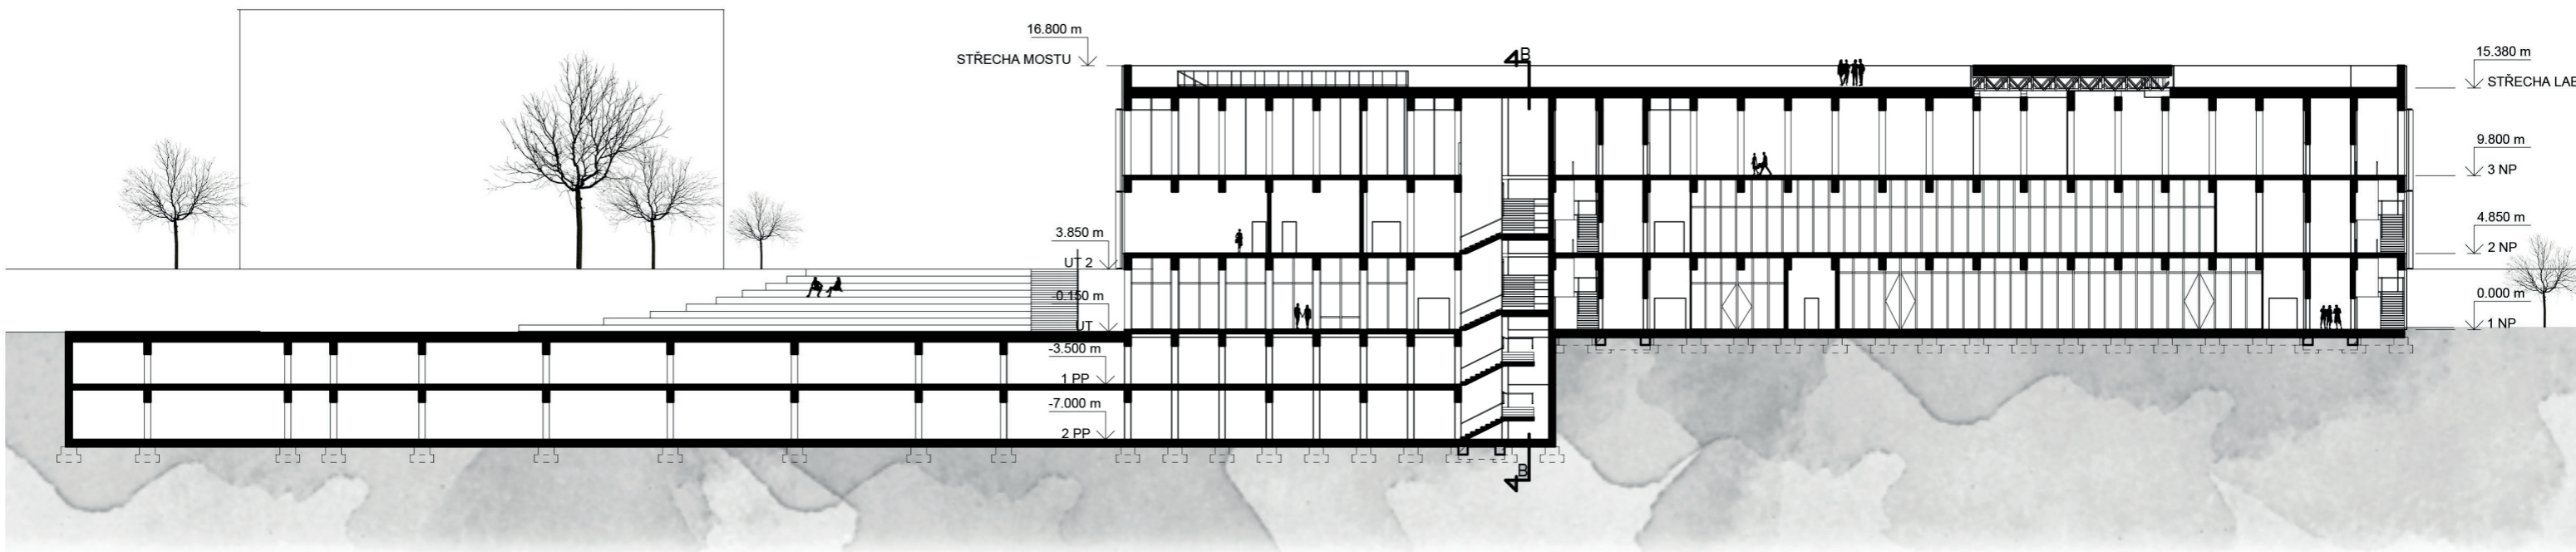 16.800 m
STŘECHA MOSTU
B
15.380 m
STŘECHA LAB
9.800 m
3 NP
4.850 m
2 NP
0.000 m
1 NP
3.850 m
UT 2
-0.150 m
UT
-3.500 m
1 PP
-7.000 m
2 PP
B